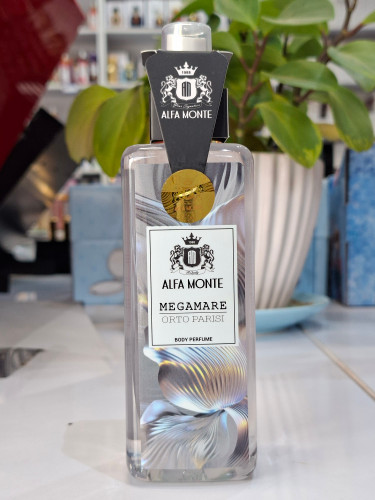 ALFA MONTE
ALFA MONTE
MEGAMARE
ORTO PARISI
BODY PERFUME